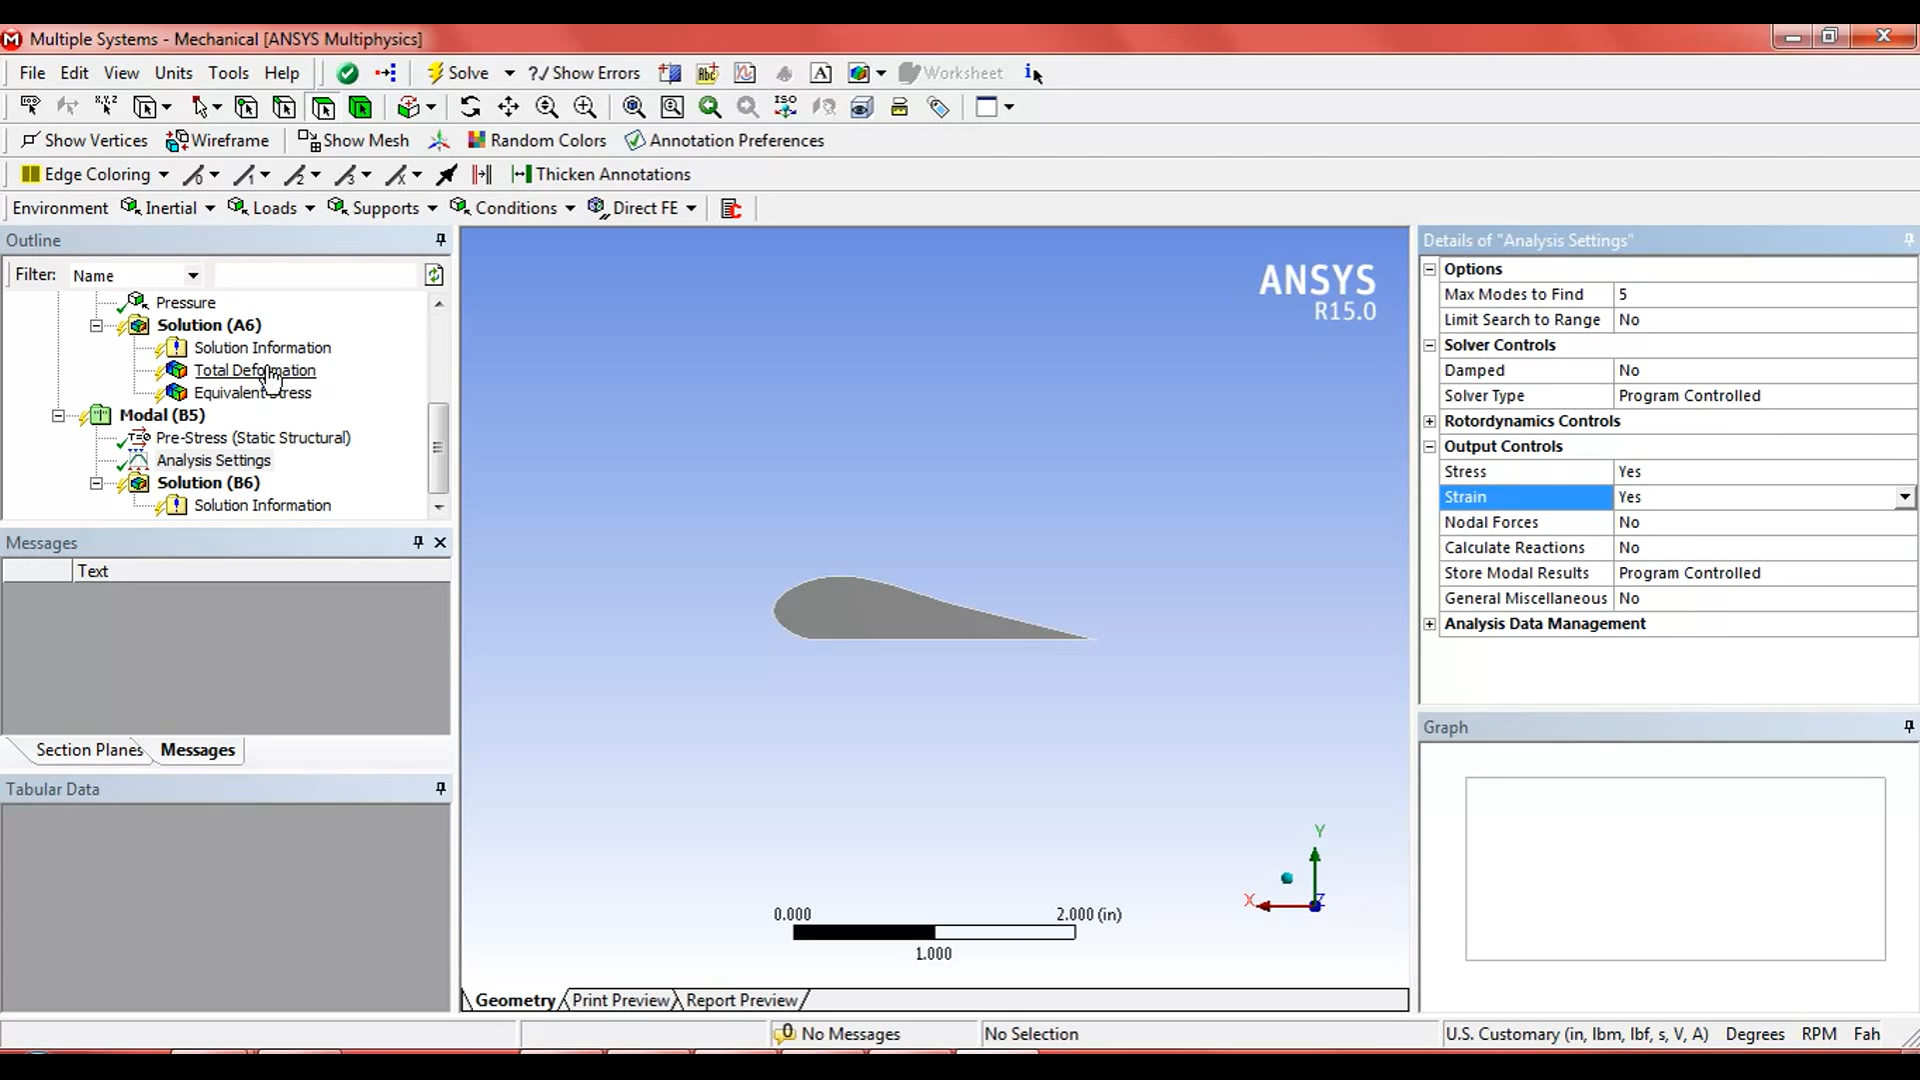 Multiple Systems - Mechanical [ANSYS Multiphysics]
File Edit View Units Tools Help Solve ?/ Show Errors Worksheet
ISO
Show Vertices Wireframe Show Mesh Random Colors Annotation Preferences
Edge Coloring Thicken Annotations
Environment Inertial Loads Supports Conditions Direct FE
Outline
Filter: Name
Pressure
Solution (A6)
Solution Information
Total Deformation
Equivalent Stress
Modal (B5)
Pre-Stress (Static Structural)
Analysis Settings
Solution (B6)
Solution Information
Messages
Text
Section Planes Messages
Tabular Data
ANSYS
R15.0
Y
X
Z
0.000 2.000 (in)
1.000
Geometry Print Preview Report Preview
Details of "Analysis Settings"
Options
Max Modes to Find 5
Limit Search to Range No
Solver Controls
Damped No
Solver Type Program Controlled
Rotordynamics Controls
Output Controls
Stress Yes
Strain Yes
Nodal Forces No
Calculate Reactions No
Store Modal Results Program Controlled
General Miscellaneous No
Analysis Data Management
Graph
0 No Messages No Selection U.S. Customary (in, lbm, lbf, s, V, A) Degrees RPM Fah